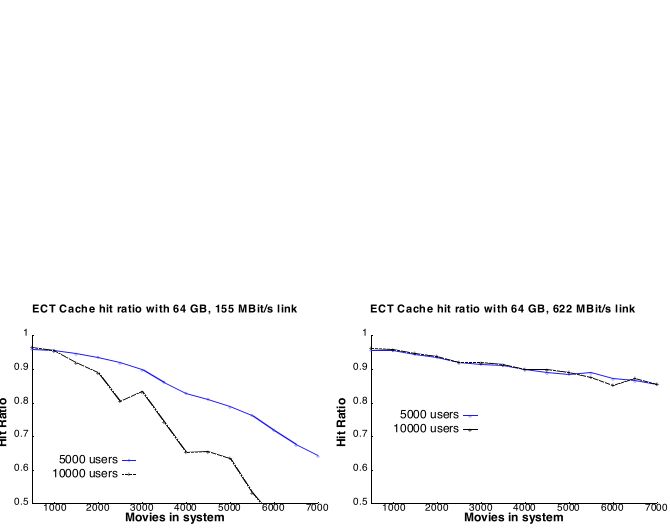 ECT Cache hit ratio with 64 GB, 155 MBit/s link
1
0.9
0.8
0.7
0.6
0.5
Hit Ratio
5000 users
10000 users
1000 2000 3000 4000 5000 6000 7000
Movies in system
ECT Cache hit ratio with 64 GB, 622 MBit/s link
1
0.9
0.8
0.7
0.6
0.5
Hit Ratio
5000 users
10000 users
1000 2000 3000 4000 5000 6000 7000
Movies in system